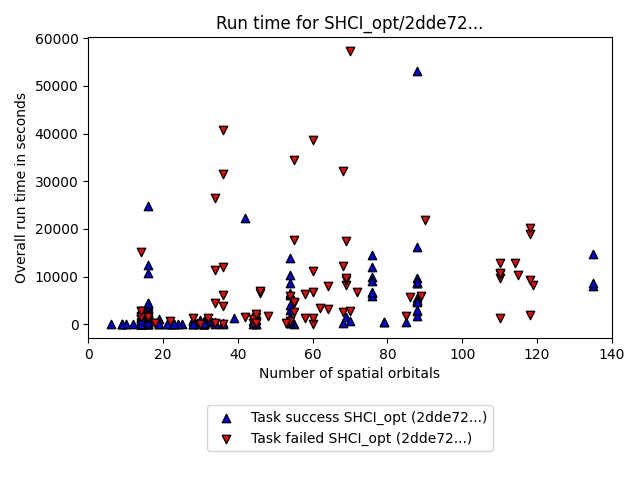 Run time for SHCI_opt/2dde72...
Overall run time in seconds
60000
50000
40000
30000
20000
10000
0
0 20 40 60 80 100 120 140
Number of spatial orbitals
Task success SHCI_opt (2dde72...)
Task failed SHCI_opt (2dde72...)